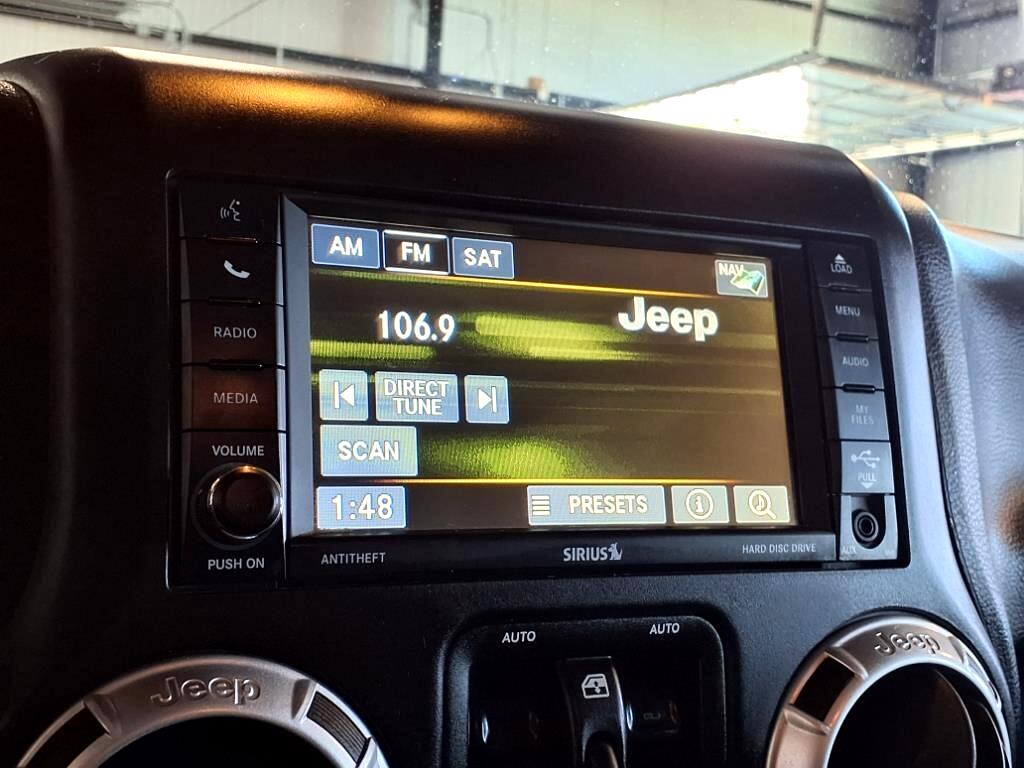 AM
FM
SAT
NAV
106.9
Jeep
DIRECT
TUNE
SCAN
1:48
PRESETS
RADIO
MEDIA
VOLUME
PUSH ON
LOAD
MENU
AUDIO
MY
FILES
PULL
AUX
ANTITHEFT
SIRIUS
HARD DISC DRIVE
AUTO
AUTO
Jeep
Jeep